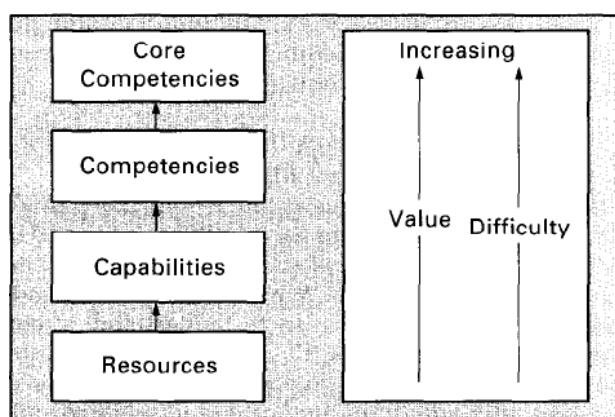 Core
Competencies
Competencies
Capabilities
Resources
Increasing
Value
Difficulty